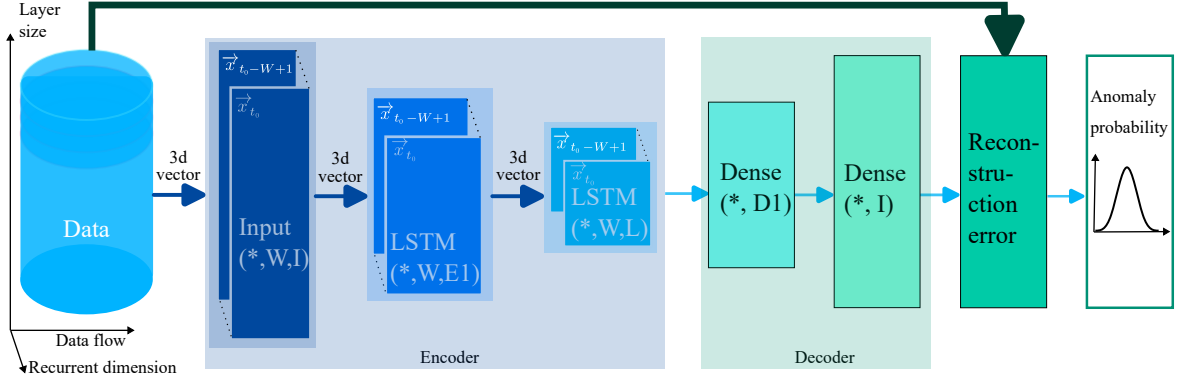 Layer
size
Data
Data flow
Recurrent dimension
3d
vector
x⃗ t₀−W+1
x⃗ t₀
Input
(*,W,I)
3d
vector
x⃗ t₀−W+1
x⃗ t₀
LSTM
(*,W,E1)
3d
vector
x⃗ t₀−W+1
x⃗ t₀
LSTM
(*,W,L)
Encoder
Dense
(*, D1)
Dense
(*, I)
Decoder
Recon-
stru-
ction
error
Anomaly
probability